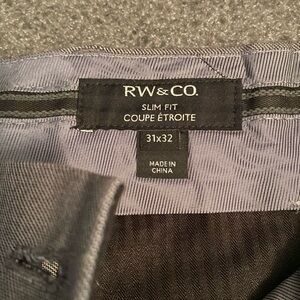 RW&CO.
SLIM FIT
COUPE ÉTROITE
31x32
MADE IN
CHINA